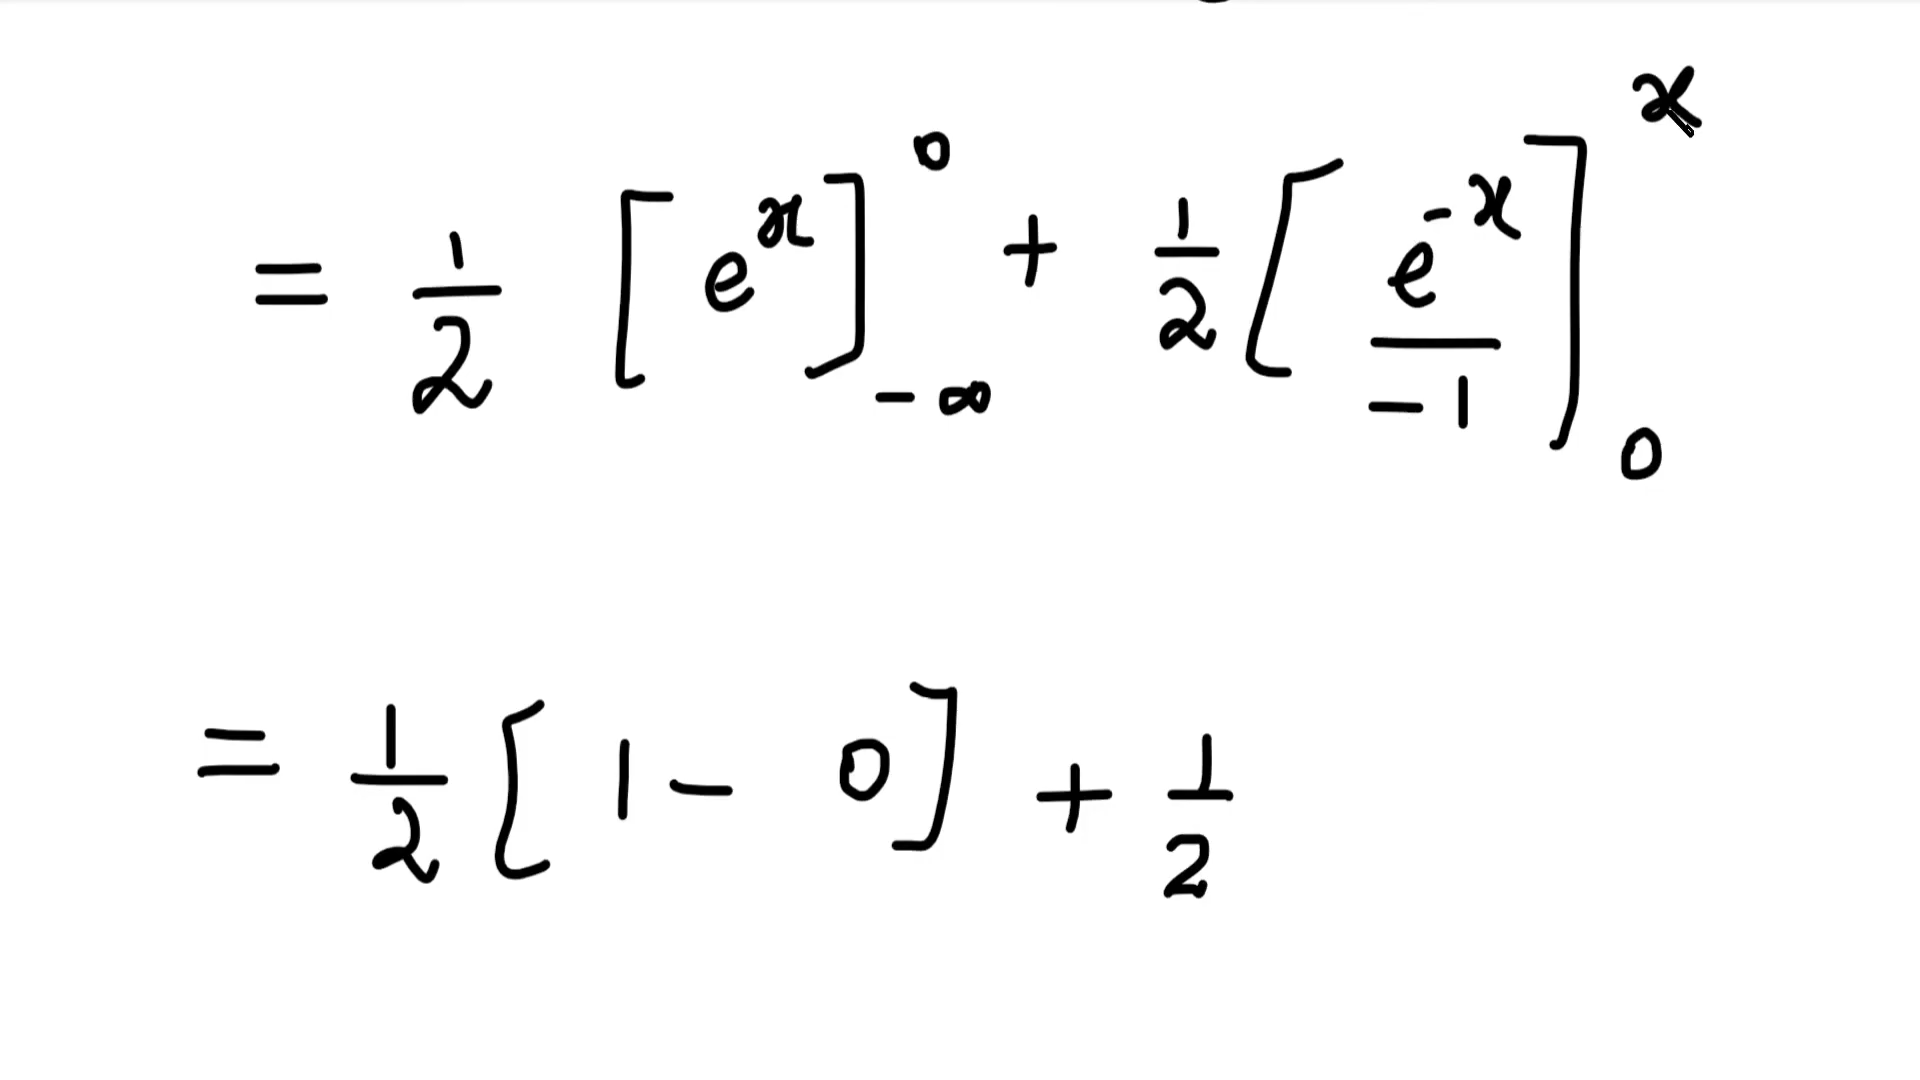 = 1/2 [e^x]_{-∞}^{0} + 1/2 [e^{-x}/-1]_{0}^{x}
= 1/2 [1 - 0] + 1/2